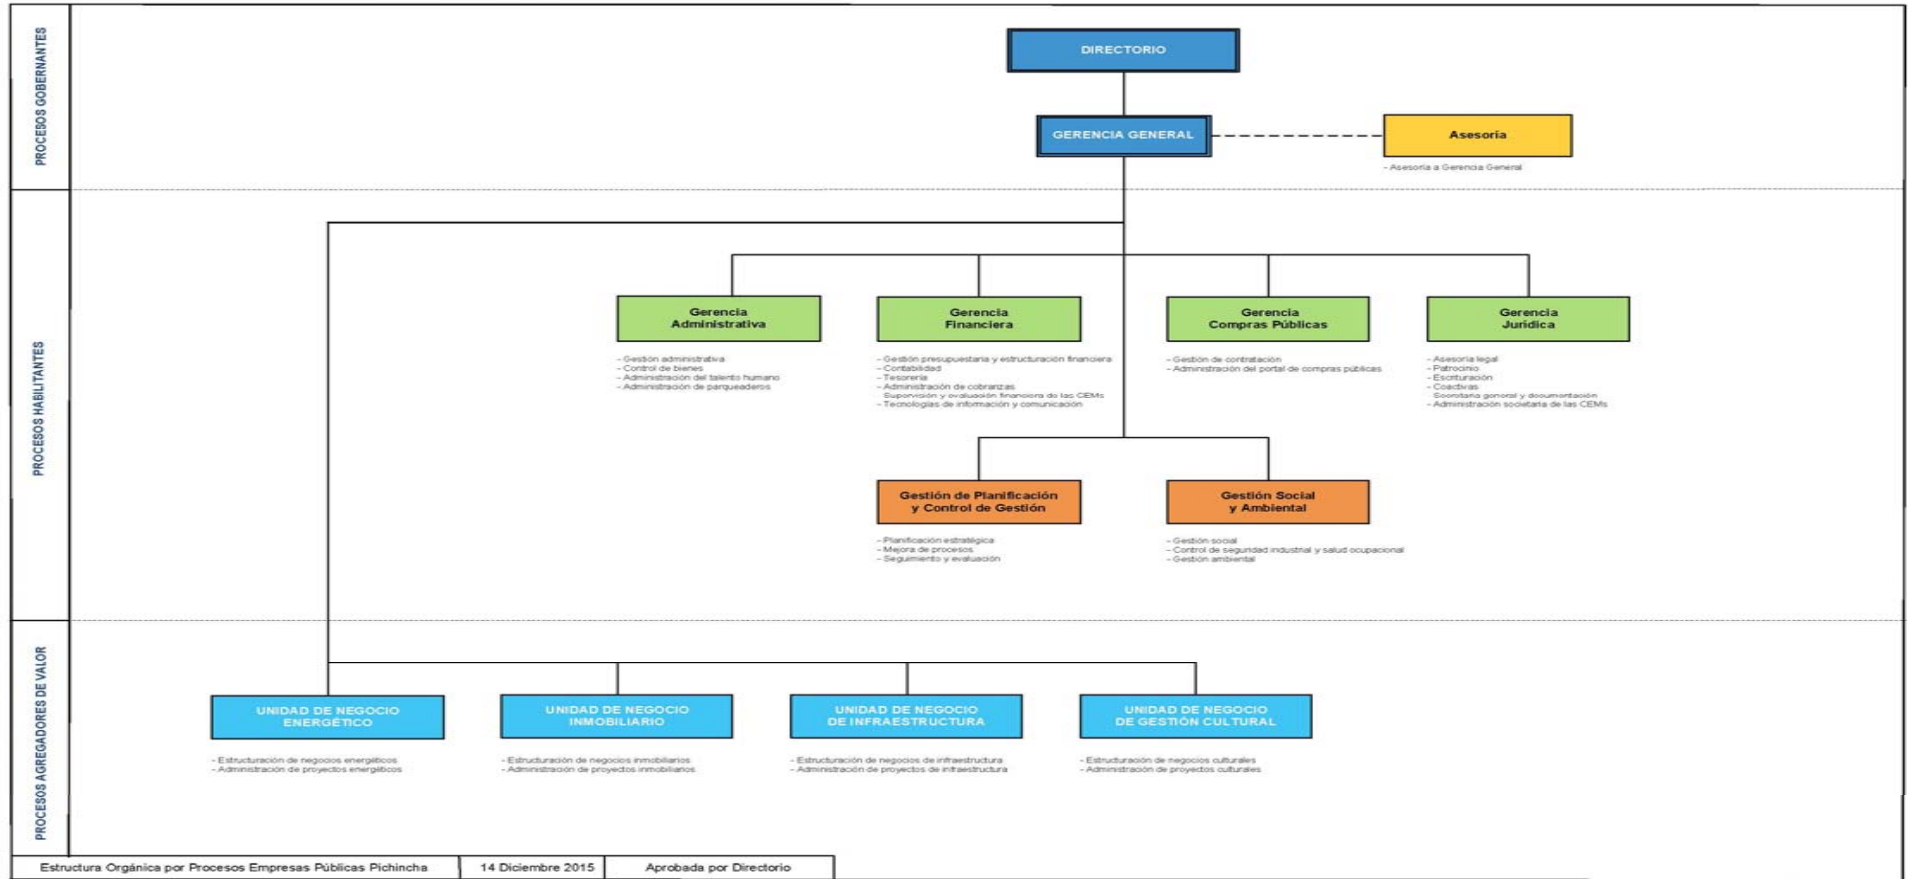 PROCESOS GOBERNANTES
DIRECTORIO
GERENCIA GENERAL
Asesoría
- Asesoría a Gerencia General
PROCESOS HABILITANTES
Gerencia
Administrativa
- Gestión administrativa
- Control de bienes
- Administración del talento humano
- Administración de parqueaderos
Gerencia
Financiera
- Gestión presupuestaria y estructuración financiera
- Contabilidad
- Tesorería
- Administración de cobranzas
- Supervisión y evaluación financiera de las CEMs
- Tecnologías de información y comunicación
Gerencia
Compras Públicas
- Gestión de contratación
- Administración del portal de compras públicas
Gerencia
Jurídica
- Asesoría legal
- Patrocinio
- Escrituración
- Coactivas
- Secretaría general y documentación
- Administración societaria de las CEMs
Gestión de Planificación
y Control de Gestión
- Planificación estratégica
- Mejora de procesos
- Seguimiento y evaluación
Gestión Social
y Ambiental
- Gestión social
- Control de seguridad industrial y salud ocupacional
- Gestión ambiental
PROCESOS AGREGADORES DE VALOR
UNIDAD DE NEGOCIO
ENERGÉTICO
- Estructuración de negocios energéticos
- Administración de proyectos energéticos
UNIDAD DE NEGOCIO
INMOBILIARIO
- Estructuración de negocios inmobiliarios
- Administración de proyectos inmobiliarios
UNIDAD DE NEGOCIO
DE INFRAESTRUCTURA
- Estructuración de negocios de infraestructura
- Administración de proyectos de infraestructura
UNIDAD DE NEGOCIO
DE GESTIÓN CULTURAL
- Estructuración de negocios culturales
- Administración de proyectos culturales
Estructura Orgánica por Procesos Empresas Públicas Pichincha
14 Diciembre 2015
Aprobada por Directorio